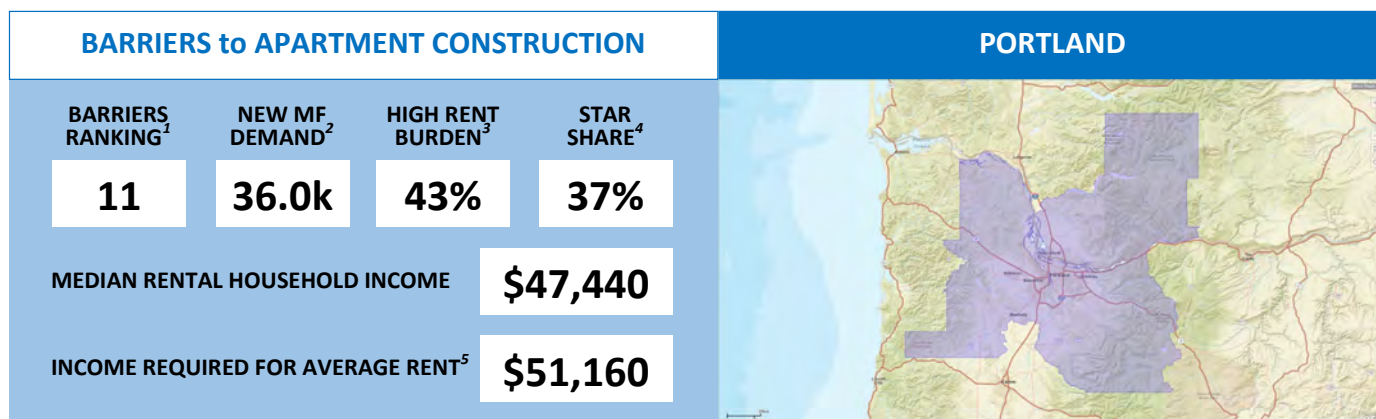 BARRIERS to APARTMENT CONSTRUCTION
PORTLAND
BARRIERS
RANKING1
NEW MF
DEMAND2
HIGH RENT
BURDEN3
STAR
SHARE4
11
36.0k
43%
37%
MEDIAN RENTAL HOUSEHOLD INCOME
$47,440
INCOME REQUIRED FOR AVERAGE RENT5
$51,160